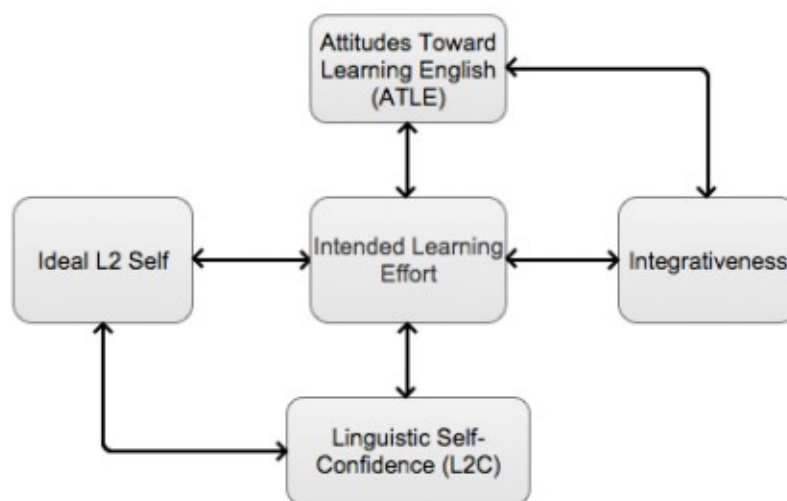 Attitudes Toward
Learning English
(ATLE)
Ideal L2 Self
Intended Learning
Effort
Integrativeness
Linguistic Self-
Confidence (L2C)